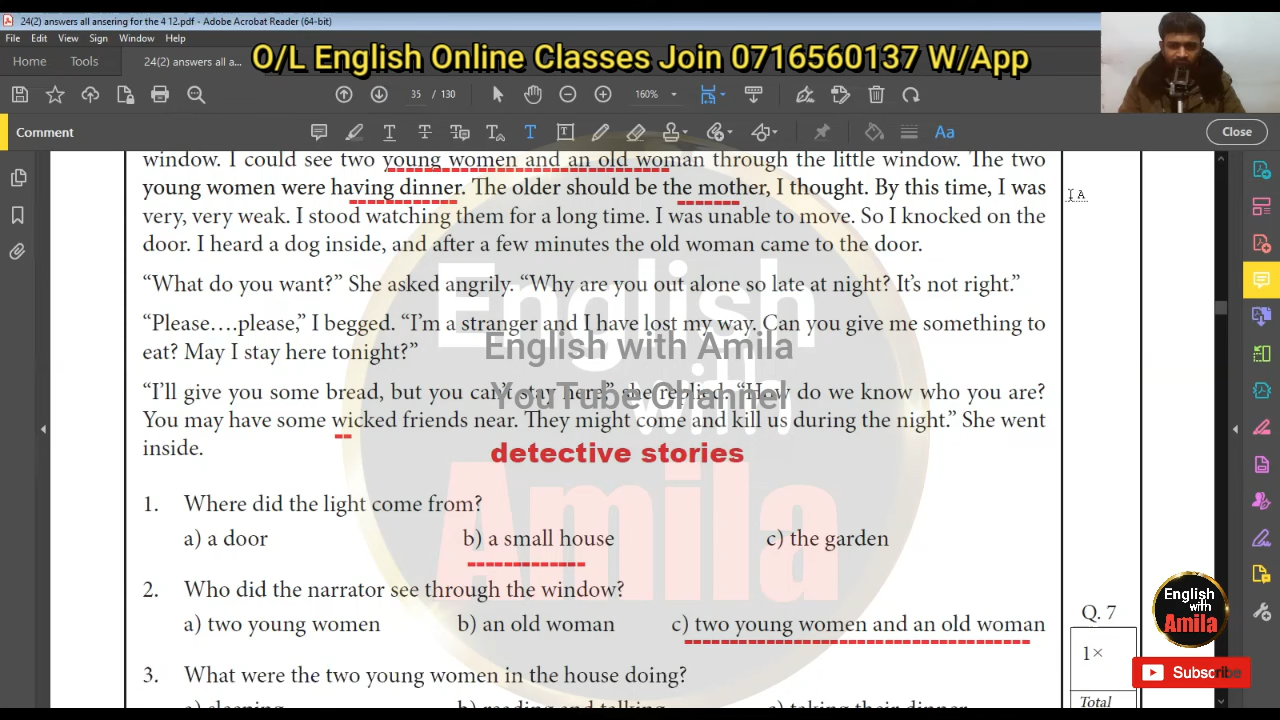 24(2) answers all ansering for the 4 12.pdf - Adobe Acrobat Reader (64-bit)
File Edit View Sign Window Help
O/L English Online Classes Join 0716560137 W/App
Home Tools 24(2) answers all a...
35 / 130 160%
Comment Close
window. I could see two young women and an old woman through the little window. The two
young women were having dinner. The older should be the mother, I thought. By this time, I was
very, very weak. I stood watching them for a long time. I was unable to move. So I knocked on the
door. I heard a dog inside, and after a few minutes the old woman came to the door.
“What do you want?” She asked angrily. “Why are you out alone so late at night? It’s not right.”
“Please….please,” I begged. “I’m a stranger and I have lost my way. Can you give me something to
eat? May I stay here tonight?”
English with Amila
YouTube Channel
“I’ll give you some bread, but you can’t stay here,” she replied. “How do we know who you are?
You may have some wicked friends near. They might come and kill us during the night.” She went
inside.
detective stories
English
with
Amila
1. Where did the light come from?
a) a door b) a small house c) the garden
2. Who did the narrator see through the window?
a) two young women b) an old woman c) two young women and an old woman
3. What were the two young women in the house doing?
a) sleeping b) reading and talking c) taking their dinner
Q. 7
1×
Total
English
with
Amila
Subscribe